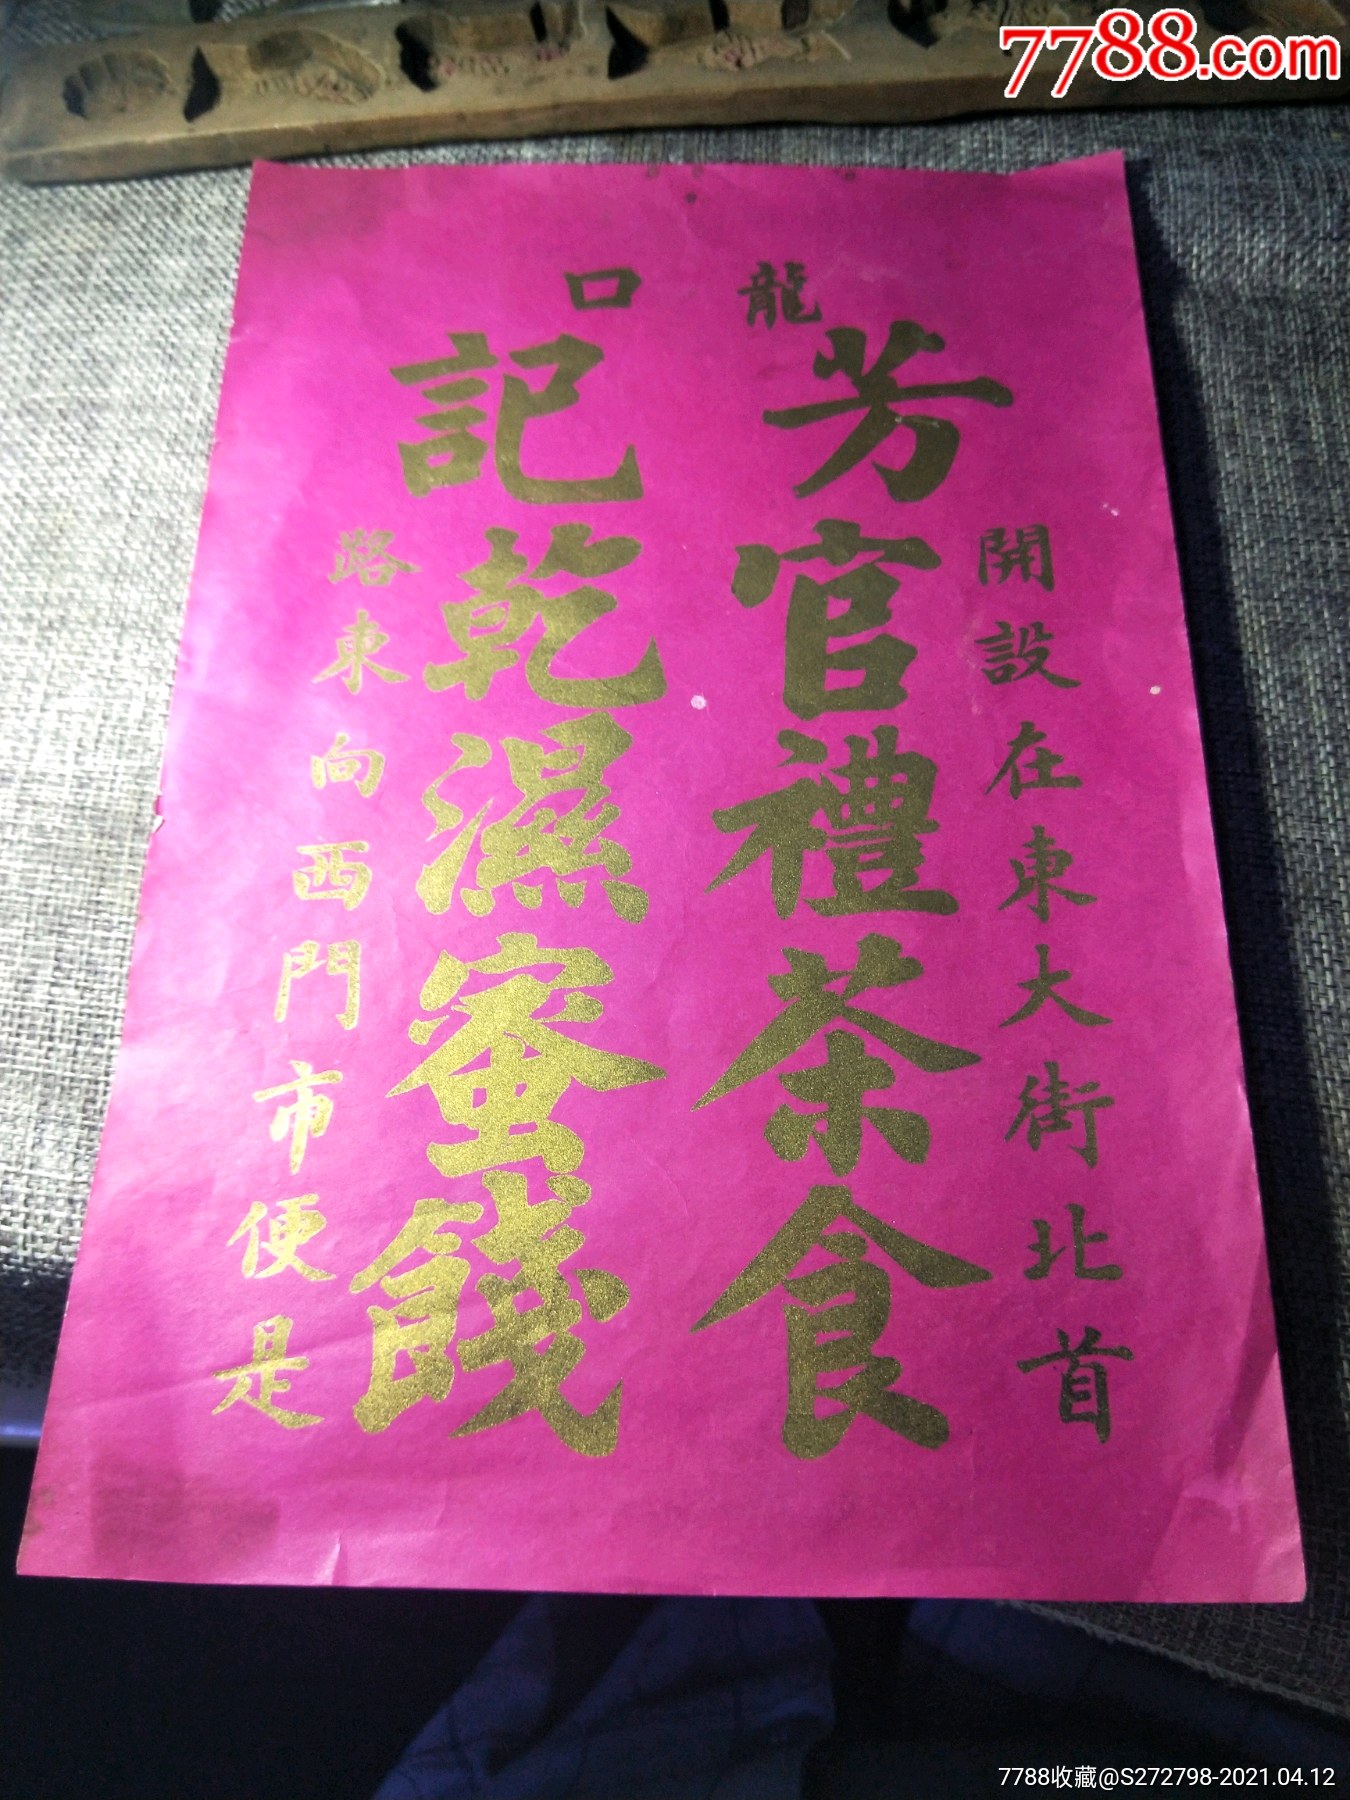 7788.com
龍口
開設在東大街北首
芳官禮茶食
記乾濕蜜餞
路東向西門市便是
7788收藏@S272798-2021.04.12